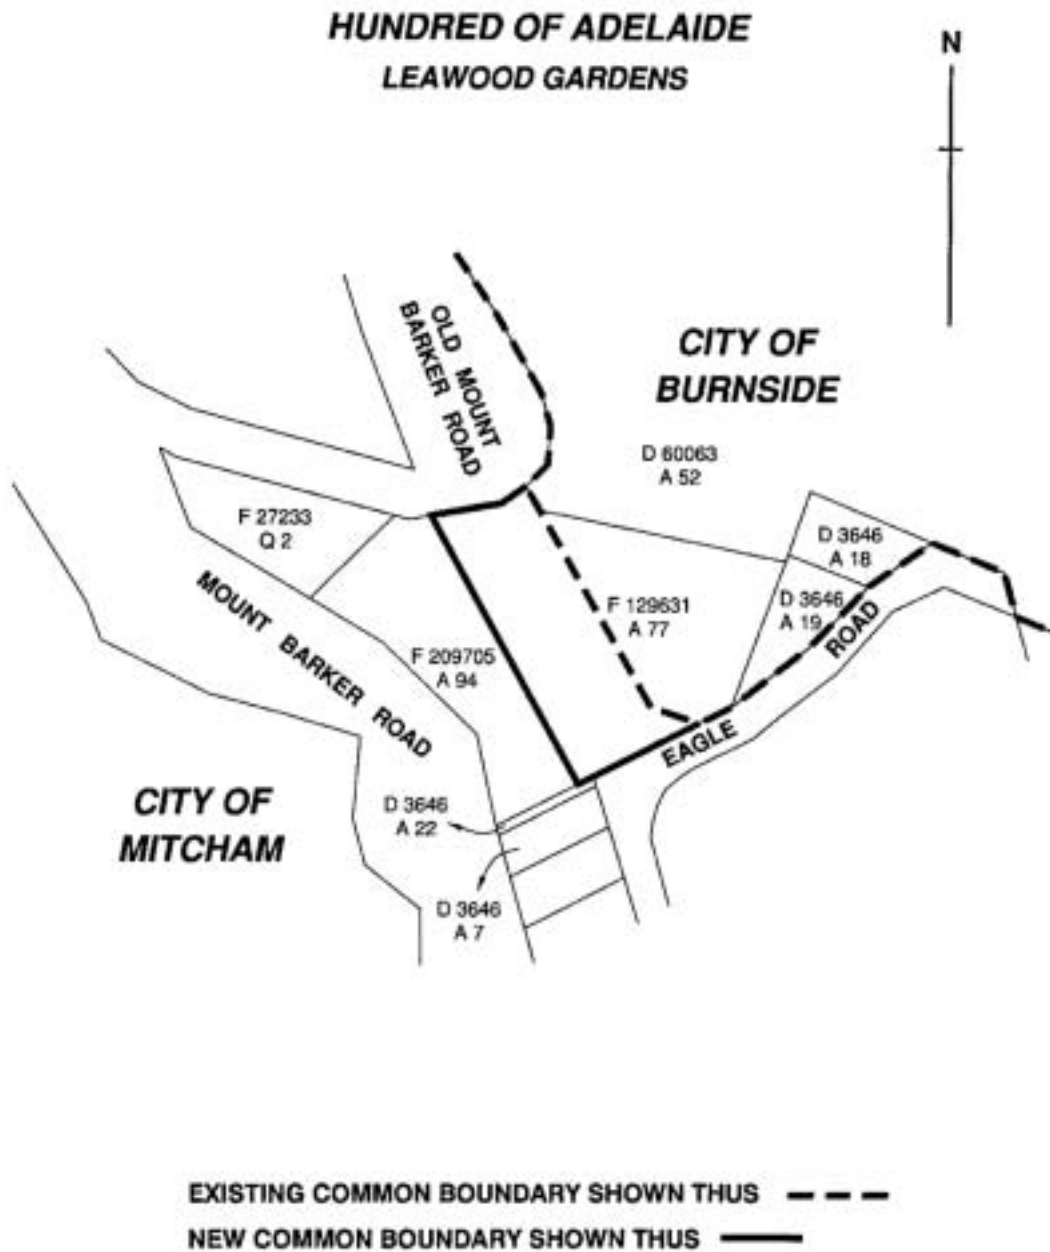 HUNDRED OF ADELAIDE
LEAWOOD GARDENS
N
OLD MOUNT
BARKER ROAD
CITY OF
BURNSIDE
D 60063
A 52
F 27233
Q 2
D 3646
A 18
D 3646
A 19
F 129631
A 77
MOUNT BARKER ROAD
F 209705
A 94
EAGLE ROAD
CITY OF
MITCHAM
D 3646
A 22
D 3646
A 7
EXISTING COMMON BOUNDARY SHOWN THUS
NEW COMMON BOUNDARY SHOWN THUS